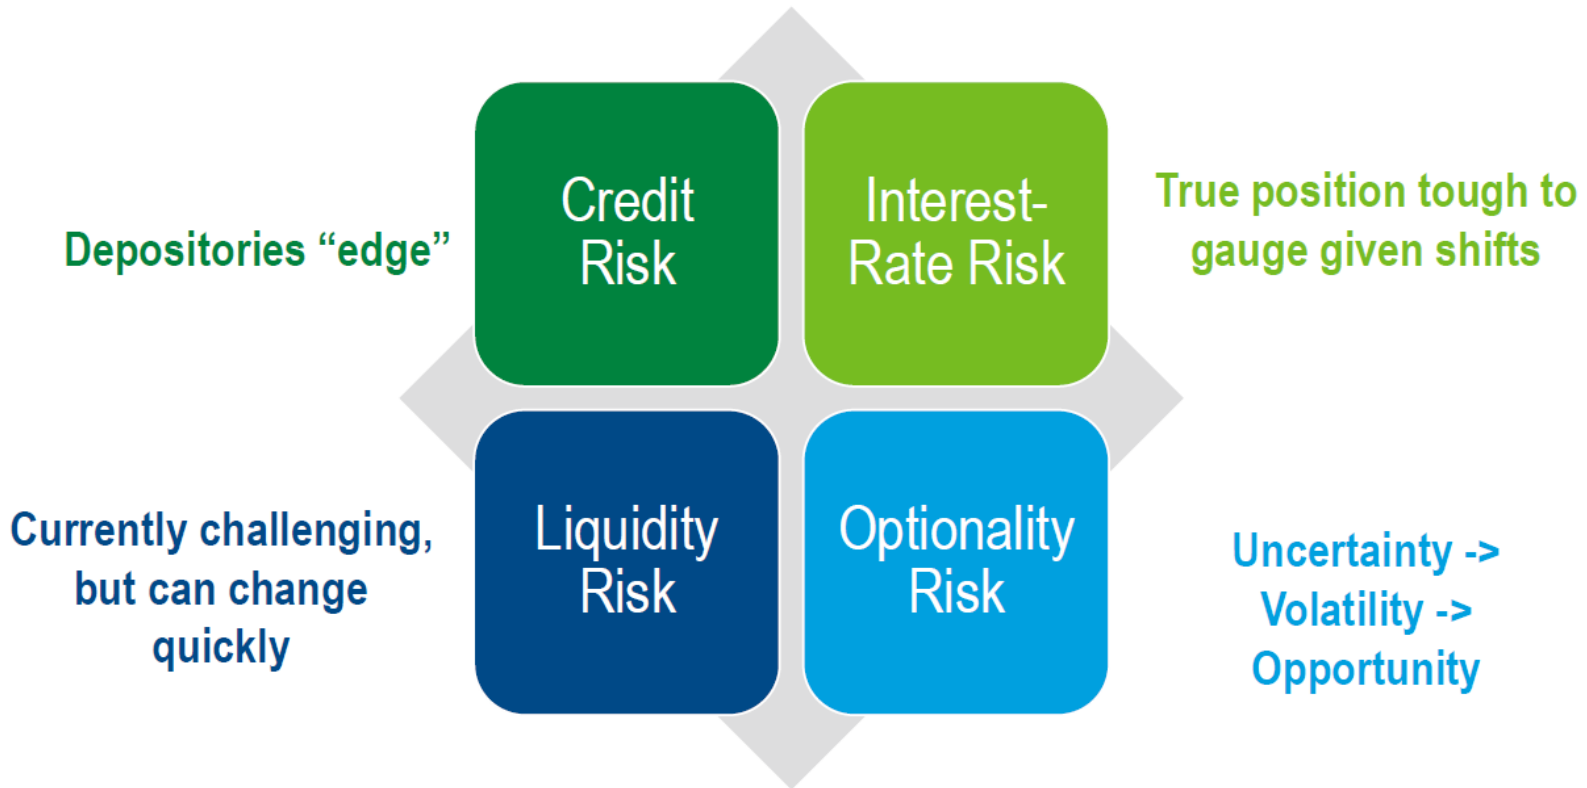 Depositories “edge”
Credit
Risk
Interest-
Rate Risk
True position tough to
gauge given shifts
Currently challenging,
but can change
quickly
Liquidity
Risk
Optionality
Risk
Uncertainty ->
Volatility ->
Opportunity